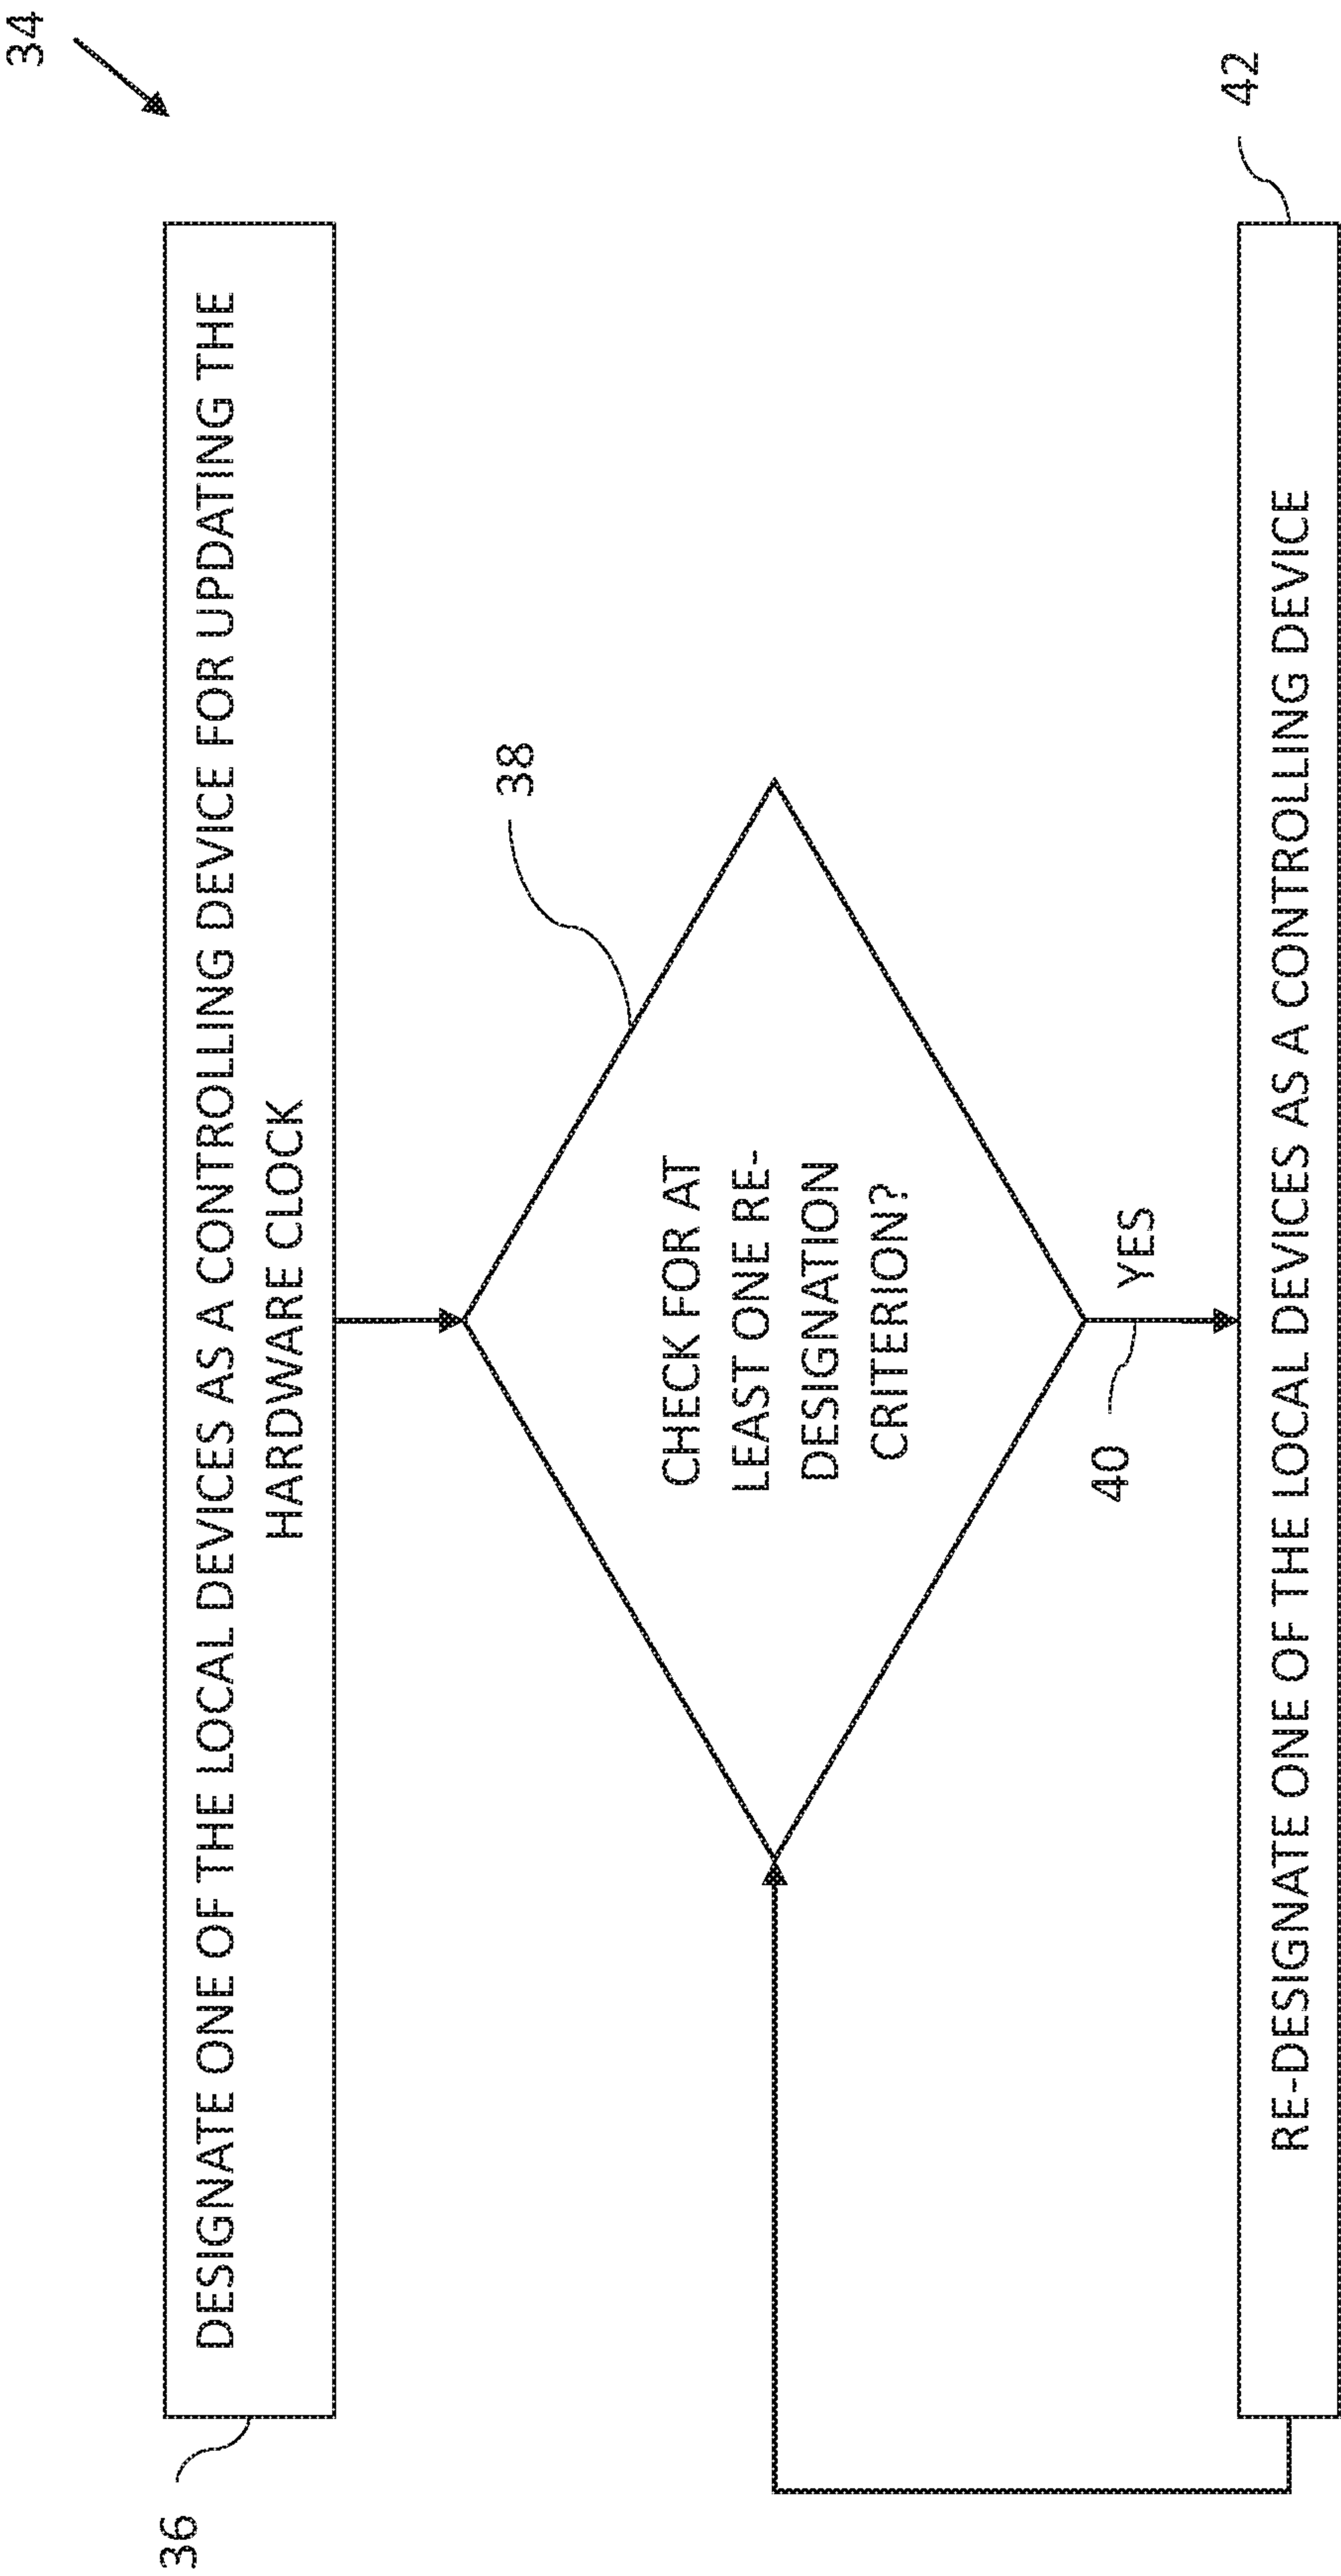 34
36
DESIGNATE ONE OF THE LOCAL DEVICES AS A CONTROLLING DEVICE FOR UPDATING THE
HARDWARE CLOCK
38
CHECK FOR AT
LEAST ONE RE-
DESIGNATION
CRITERION?
40
YES
42
RE-DESIGNATE ONE OF THE LOCAL DEVICES AS A CONTROLLING DEVICE